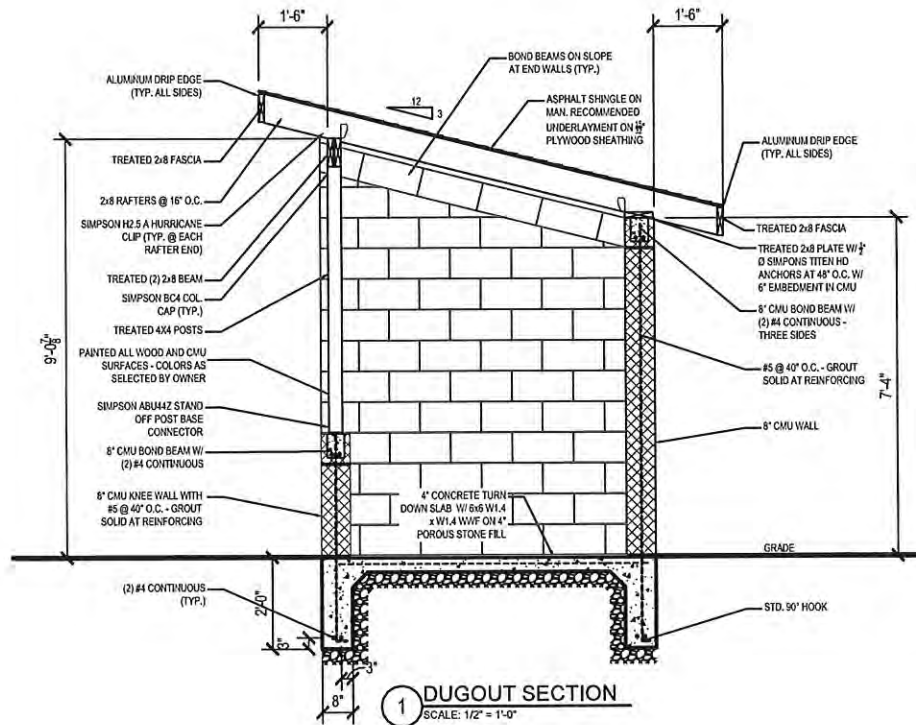 1'-6"
1'-6"
BOND BEAMS ON SLOPE
AT END WALLS (TYP.)
ALUMINUM DRIP EDGE
(TYP. ALL SIDES)
12
3
ASPHALT SHINGLE ON
MAN. RECOMMENDED
UNDERLAYMENT ON
PLYWOOD SHEATHING
ALUMINUM DRIP EDGE
(TYP. ALL SIDES)
TREATED 2x8 FASCIA
2x8 RAFTERS @ 16" O.C.
SIMPSON H2.5 A HURRICANE
CLIP (TYP. @ EACH
RAFTER END)
TREATED (2) 2x8 BEAM
SIMPSON BC4 COL.
CAP (TYP.)
TREATED 4X4 POSTS
PAINTED ALL WOOD AND CMU
SURFACES - COLORS AS
SELECTED BY OWNER
SIMPSON ABU44Z STAND
OFF POST BASE
CONNECTOR
8" CMU BOND BEAM W/
(2) #4 CONTINUOUS
8" CMU KNEE WALL WITH
#5 @ 40" O.C. - GROUT
SOLID AT REINFORCING
9'-0⅞"
TREATED 2x8 FASCIA
TREATED 2x8 PLATE W/ ½"
Ø SIMPONS TITEN HD
ANCHORS AT 48" O.C. W/
6" EMBEDMENT IN CMU
8" CMU BOND BEAM W/
(2) #4 CONTINUOUS -
THREE SIDES
#5 @ 40" O.C. - GROUT
SOLID AT REINFORCING
8" CMU WALL
7'-4"
4" CONCRETE TURN
DOWN SLAB W/ 6x6 W1.4
x W1.4 WWF ON 4"
POROUS STONE FILL
GRADE
(2) #4 CONTINUOUS
(TYP.)
2'-0"
3"
STD. 90° HOOK
3"
8"
1
DUGOUT SECTION
SCALE: 1/2" = 1'-0"